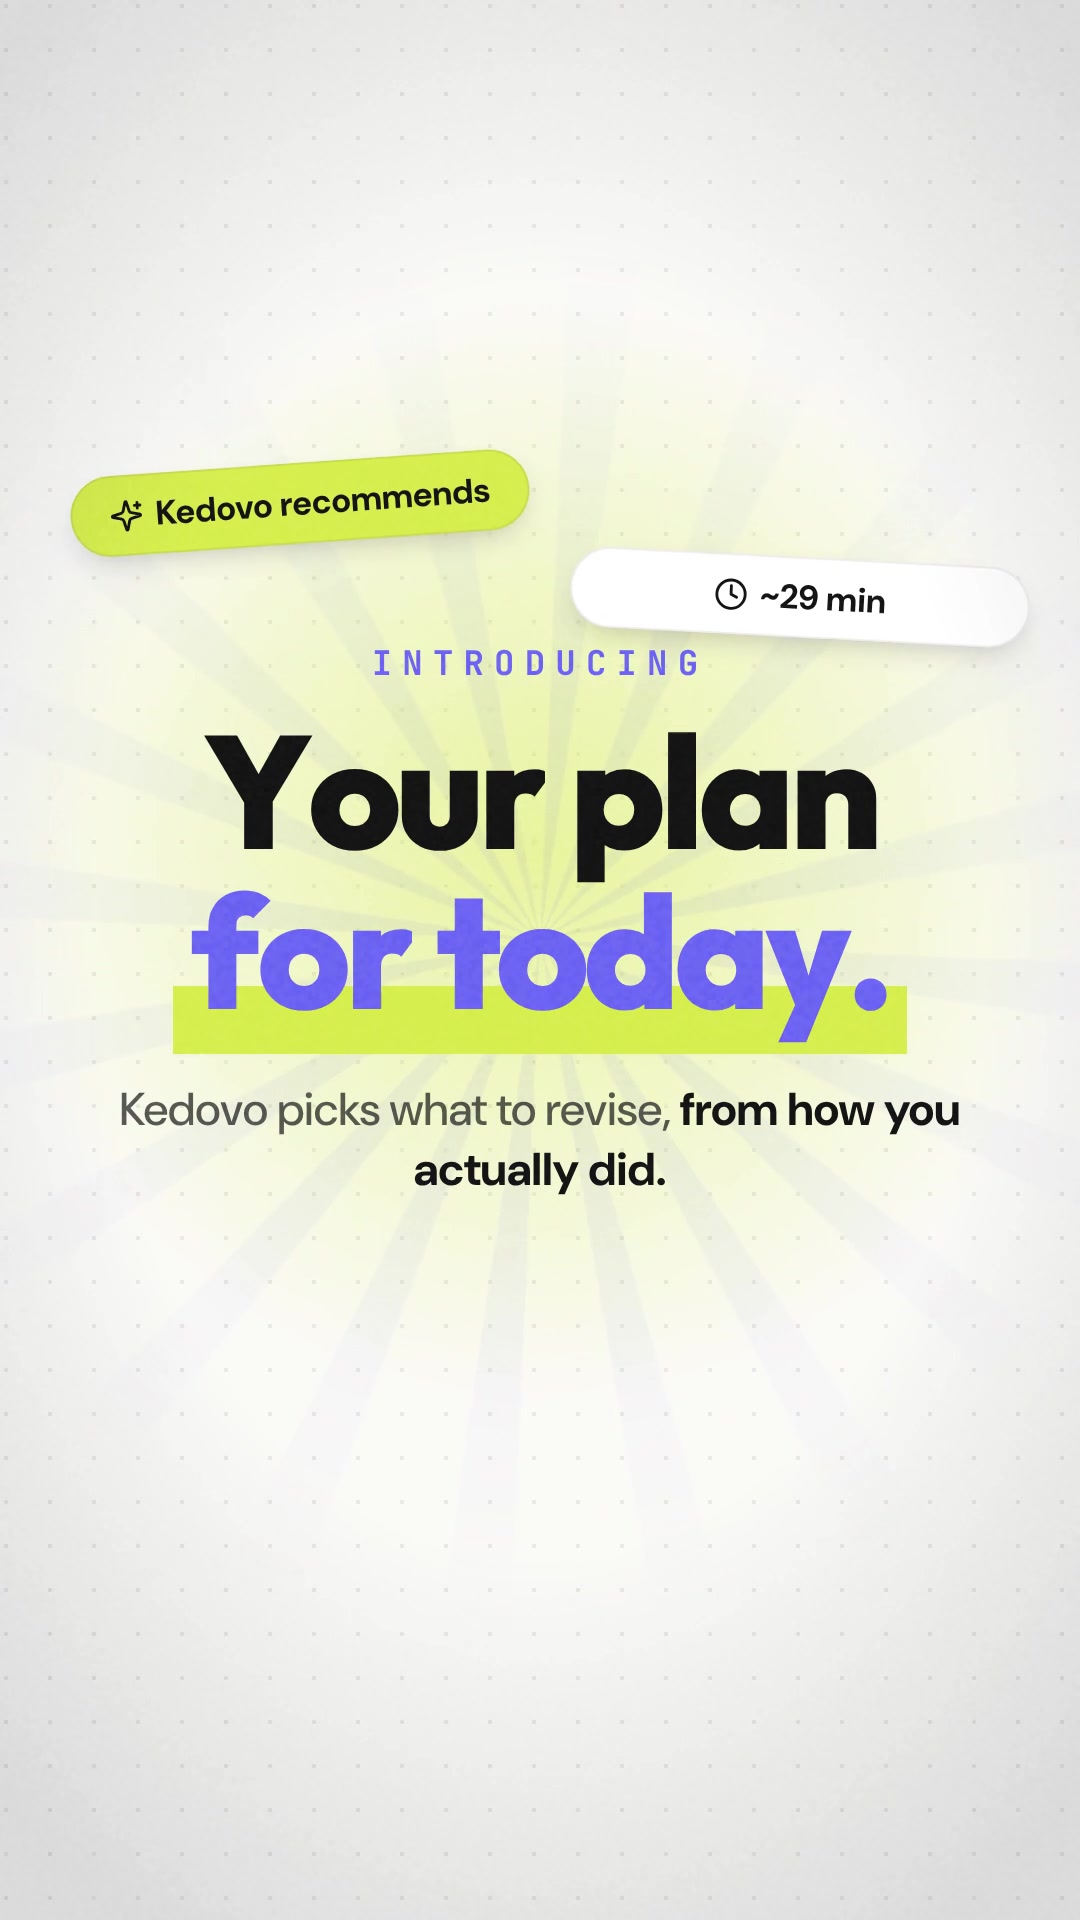 Kedovo recommends
~29 min
INTRODUCING
Your plan
for today.
Kedovo picks what to revise, from how you
actually did.